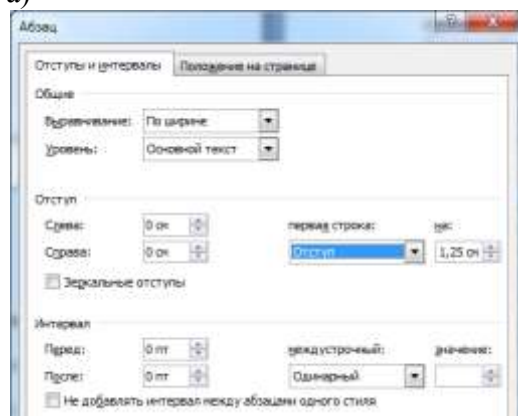 а)
Абзац
Отступы и интервалы Положение на странице
Общие
Выравнивание: По ширине
Уровень: Основной текст
Отступ
Слева: 0 см первая строка: на:
Справа: 0 см Отступ 1,25 см
Зеркальные отступы
Интервал
Перед: 0 пт междустрочный: значение:
После: 0 пт Одинарный
Не добавлять интервал между абзацами одного стиля